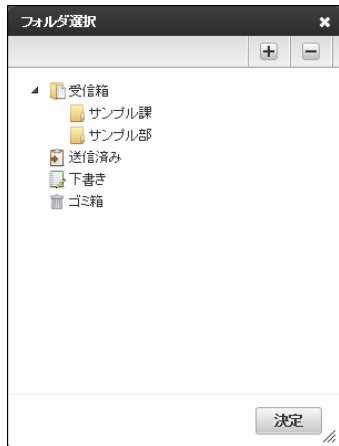 フォルダ選択
受信箱
サンプル課
サンプル部
送信済み
下書き
ゴミ箱
決定